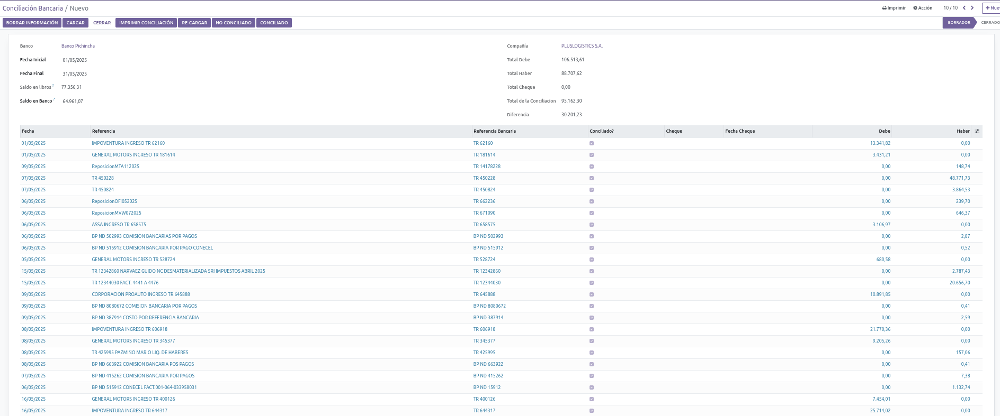 Conciliación Bancaria / Nuevo
Imprimir Acción 10 / 10
BORRAR INFORMACIÓN CARGAR CERRAR IMPRIMIR CONCILIACIÓN RE-CARGAR NO CONCILIADO CONCILIADO BORRADOR CERRADO
Banco Banco Pichincha Compañía PLUSLOGISTICS S.A.
Fecha Inicial 01/05/2025 Total Debe 106.513,61
Fecha Final 31/05/2025 Total Haber 88.707,62
Saldo en libros ? 77.356,31 Total Cheque 0,00
Saldo en Banco ? 64.961,07 Total de la Conciliacion 95.162,30
Diferencia 30.201,23
Fecha Referencia Referencia Bancaria Conciliado? Cheque Fecha Cheque Debe Haber
01/05/2025 IMPOVENTURA INGRESO TR 62160 TR 62160 13.341,82 0,00
01/05/2025 GENERAL MOTORS INGRESO TR 181614 TR 181614 3.431,21 0,00
09/05/2025 ReposicionMTA112025 TR 14178228 0,00 148,74
07/05/2025 TR 450228 TR 450228 0,00 48.771,73
07/05/2025 TR 450824 TR 450824 0,00 3.864,53
06/05/2025 ReposicionOFI052025 TR 662236 0,00 239,70
06/05/2025 ReposicionMVW072025 TR 671090 0,00 646,37
06/05/2025 ASSA INGRESO TR 658575 TR 658575 3.106,97 0,00
06/05/2025 BP ND 502993 COMISION BANCARIAS POR PAGOS BP ND 502993 0,00 2,87
06/05/2025 BP ND 515912 COMISION BANCARIA POR PAGO CONECEL BP ND 515912 0,00 0,52
05/05/2025 GENERAL MOTORS INGRESO TR 528724 TR 528724 680,58 0,00
15/05/2025 TR 12342860 NARVAEZ GUIDO NC DESMATERIALIZADA SRI IMPUESTOS ABRIL 2025 TR 12342860 0,00 2.787,43
15/05/2025 TR 12344030 FACT. 4441 A 4476 TR 12344030 0,00 20.656,70
09/05/2025 CORPORACION PROAUTO INGRESO TR 645888 TR 645888 10.891,85 0,00
09/05/2025 BP ND 8080672 COMISION BANCARIA POR PAGOS BP ND 8080672 0,00 0,41
09/05/2025 BP ND 387914 COSTO POR REFERENCIA BANCARIA BP ND 387914 0,00 2,59
08/05/2025 IMPOVENTURA INGRESO TR 606918 TR 606918 21.770,36 0,00
08/05/2025 GENERAL MOTORS INGRESO TR 345377 TR 345377 9.205,26 0,00
08/05/2025 TR 425995 PAZMIÑO MARIO LIQ. DE HABERES TR 425995 0,00 157,06
08/05/2025 BP ND 663922 COMISION BANCARIA POS PAGOS BP ND 663922 0,00 0,41
07/05/2025 BP ND 415262 COMISION BANCARIA POR PAGOS BP ND 415262 0,00 7,38
06/05/2025 BP ND 515912 CONECEL FACT.001-064-033958031 BP ND 15912 0,00 1.132,74
16/05/2025 GENERAL MOTORS INGRESO TR 400126 TR 400126 7.454,01 0,00
16/05/2025 IMPOVENTURA INGRESO TR 644317 TR 644317 25.714,02 0,00